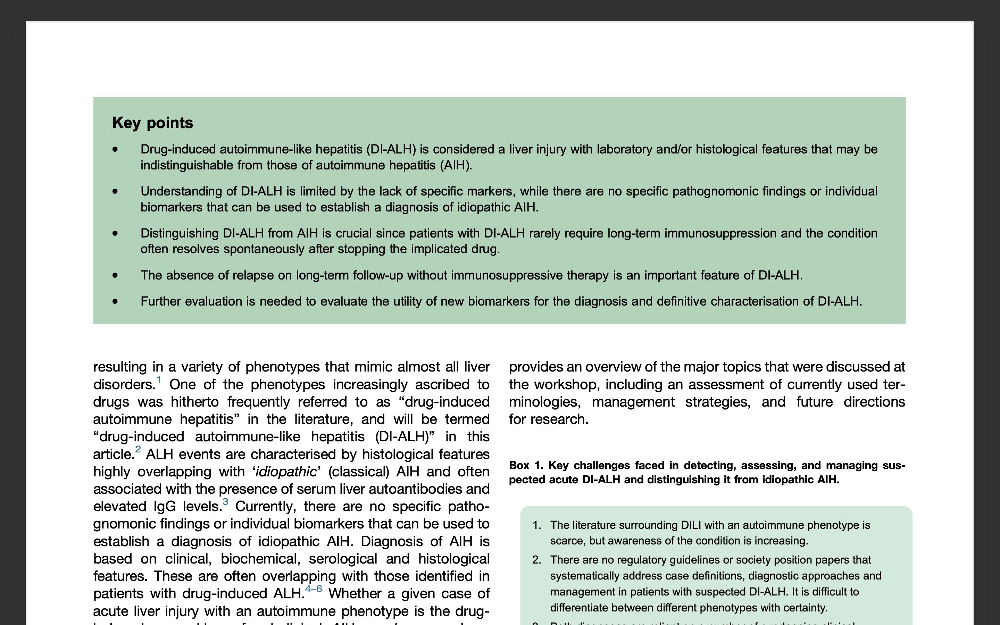 Key points
• Drug-induced autoimmune-like hepatitis (DI-ALH) is considered a liver injury with laboratory and/or histological features that may be
indistinguishable from those of autoimmune hepatitis (AIH).
• Understanding of DI-ALH is limited by the lack of specific markers, while there are no specific pathognomonic findings or individual
biomarkers that can be used to establish a diagnosis of idiopathic AIH.
• Distinguishing DI-ALH from AIH is crucial since patients with DI-ALH rarely require long-term immunosuppression and the condition
often resolves spontaneously after stopping the implicated drug.
• The absence of relapse on long-term follow-up without immunosuppressive therapy is an important feature of DI-ALH.
• Further evaluation is needed to evaluate the utility of new biomarkers for the diagnosis and definitive characterisation of DI-ALH.
resulting in a variety of phenotypes that mimic almost all liver
disorders.1 One of the phenotypes increasingly ascribed to
drugs was hitherto frequently referred to as “drug-induced
autoimmune hepatitis” in the literature, and will be termed
“drug-induced autoimmune-like hepatitis (DI-ALH)” in this
article.2 ALH events are characterised by histological features
highly overlapping with ‘idiopathic’ (classical) AIH and often
associated with the presence of serum liver autoantibodies and
elevated IgG levels.3 Currently, there are no specific patho-
gnomonic findings or individual biomarkers that can be used to
establish a diagnosis of idiopathic AIH. Diagnosis of AIH is
based on clinical, biochemical, serological and histological
features. These are often overlapping with those identified in
patients with drug-induced ALH.4–6 Whether a given case of
acute liver injury with an autoimmune phenotype is the drug-
provides an overview of the major topics that were discussed at
the workshop, including an assessment of currently used ter-
minologies, management strategies, and future directions
for research.
Box 1. Key challenges faced in detecting, assessing, and managing sus-
pected acute DI-ALH and distinguishing it from idiopathic AIH.
1. The literature surrounding DILI with an autoimmune phenotype is
scarce, but awareness of the condition is increasing.
2. There are no regulatory guidelines or society position papers that
systematically address case definitions, diagnostic approaches and
management in patients with suspected DI-ALH. It is difficult to
differentiate between different phenotypes with certainty.